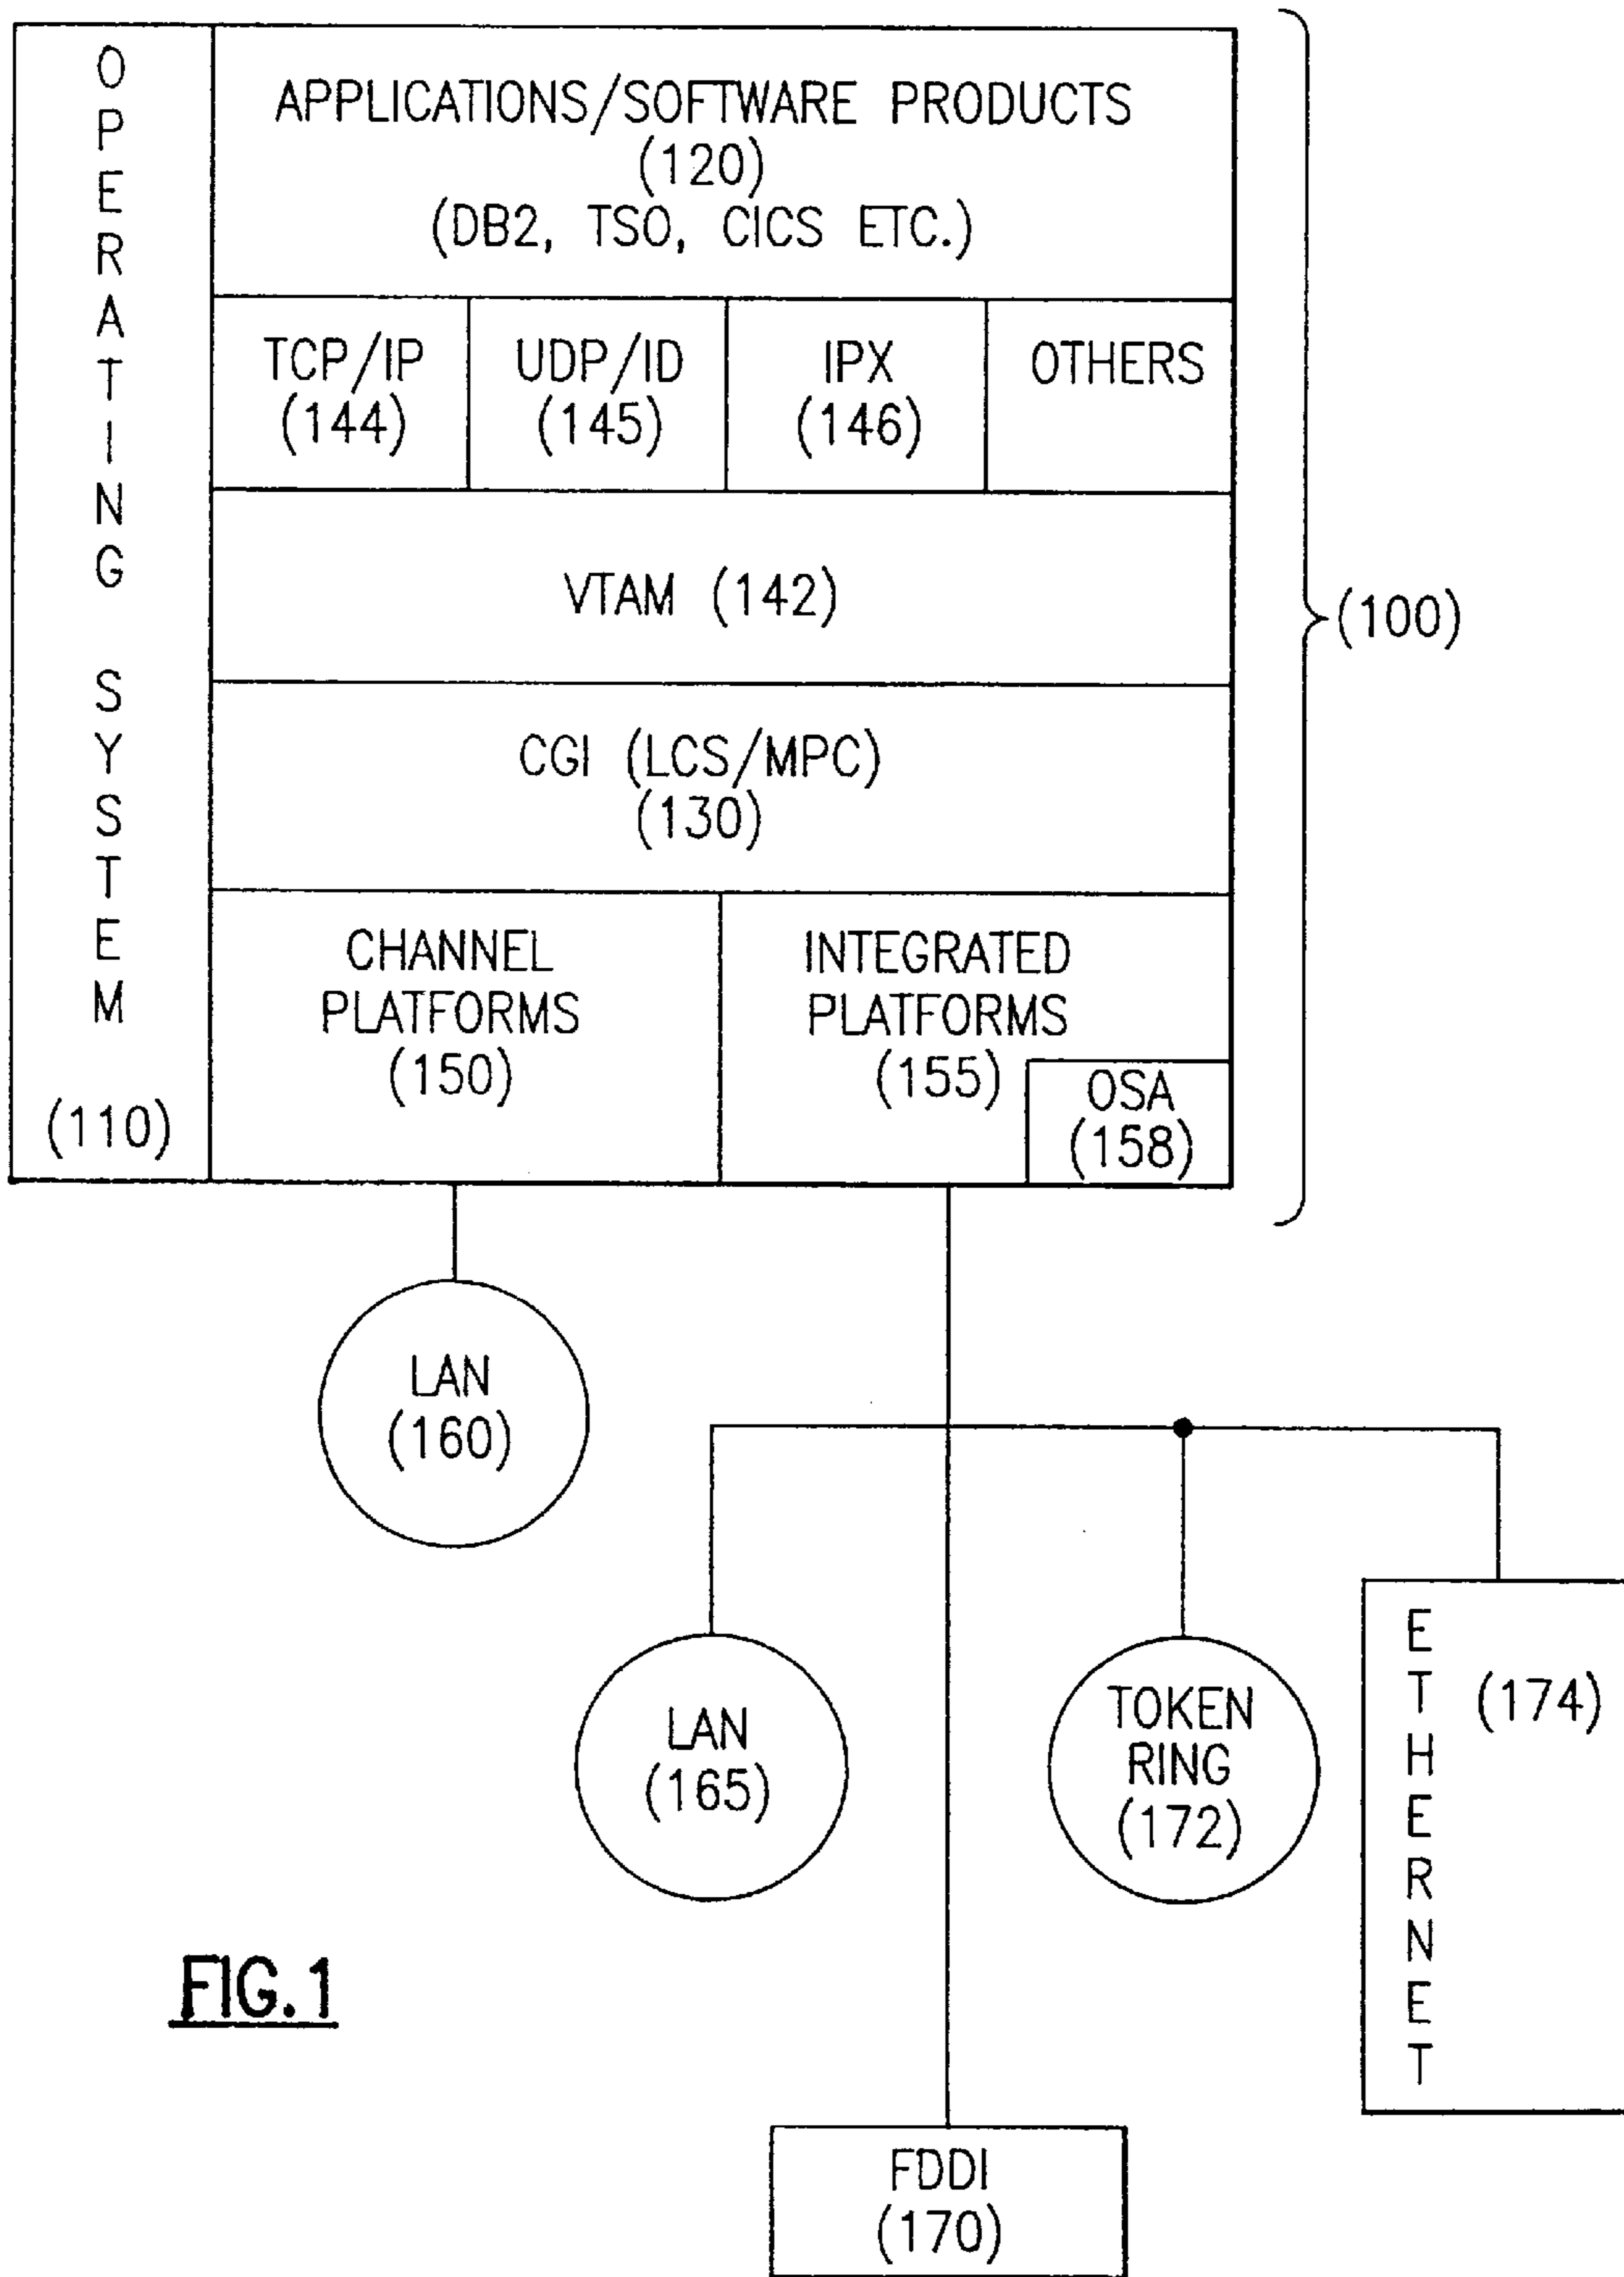 OPERATING SYSTEM
(110)
APPLICATIONS/SOFTWARE PRODUCTS
(120)
(DB2, TSO, CICS ETC.)
TCP/IP
(144)
UDP/ID
(145)
IPX
(146)
OTHERS
VTAM (142)
CGI (LCS/MPC)
(130)
CHANNEL
PLATFORMS
(150)
INTEGRATED
PLATFORMS
(155)
OSA
(158)
(100)
LAN
(160)
LAN
(165)
TOKEN
RING
(172)
ETHERNET
(174)
FDDI
(170)
FIG.1